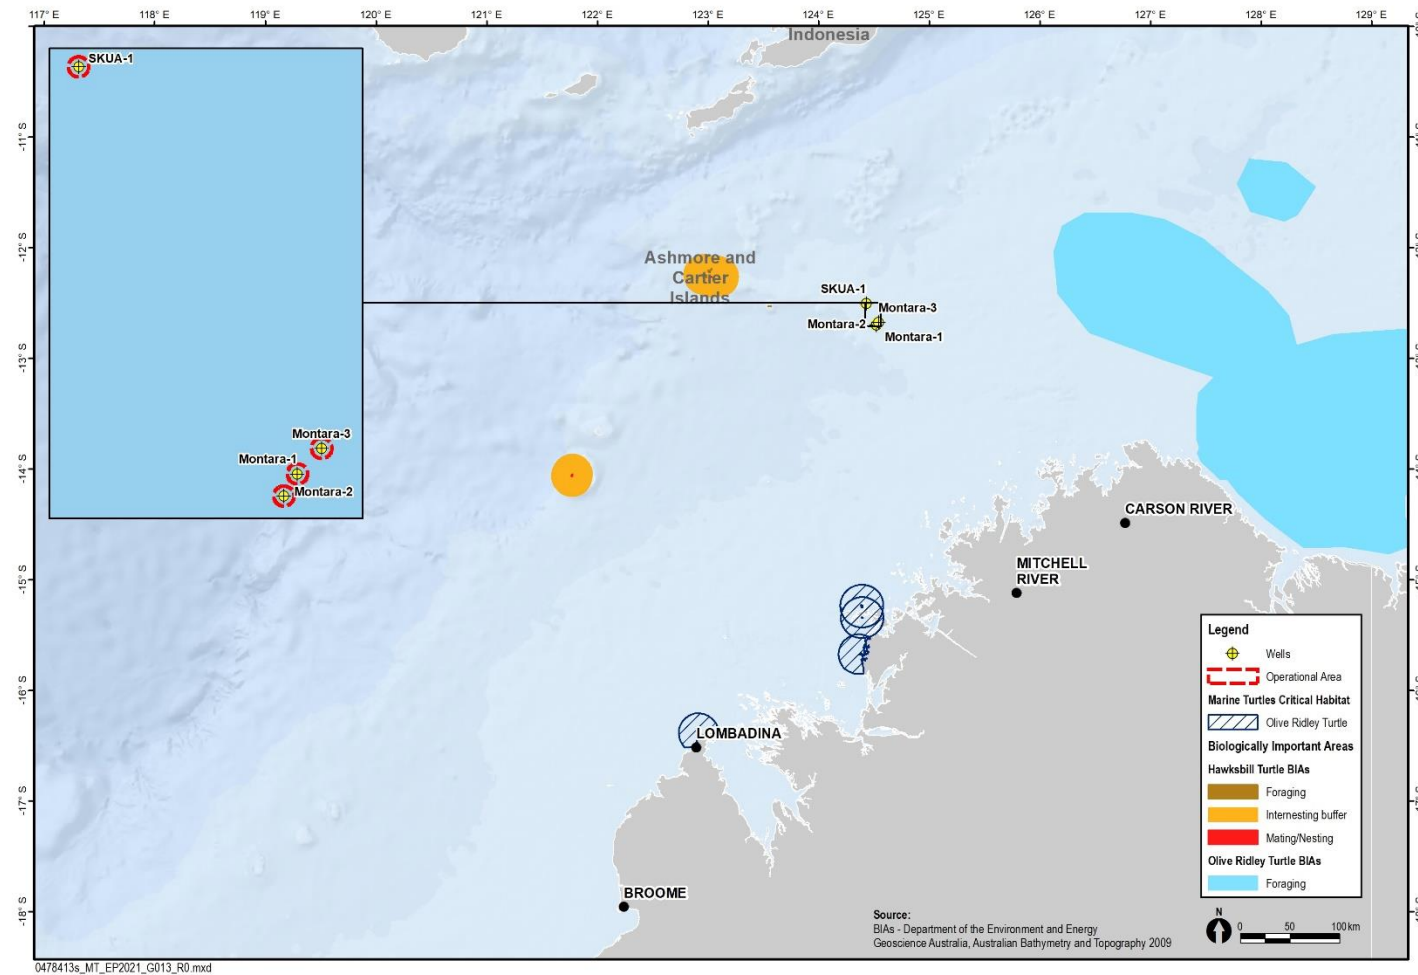 117° E 118° E 119° E 120° E 121° E 122° E 123° E 124° E 125° E 126° E 127° E 128° E 129° E
Indonesia
SKUA-1
-11° S
-12° S
Ashmore and
Cartier
Islands
SKUA-1
Montara-3
Montara-2
Montara-1
-13° S
Montara-3
Montara-1
Montara-2
-14° S
CARSON RIVER
MITCHELL
RIVER
-15° S
-16° S
LOMBADINA
-17° S
BROOME
-18° S
Legend
Wells
Operational Area
Marine Turtles Critical Habitat
Olive Ridley Turtle
Biologically Important Areas
Hawksbill Turtle BIAs
Foraging
Internesting buffer
Mating/Nesting
Olive Ridley Turtle BIAs
Foraging
N
0 50 100 km
Source:
BIAs - Department of the Environment and Energy
Geoscience Australia, Australian Bathymetry and Topography 2009
0478413s_MT_EP2021_G013_R0.mxd